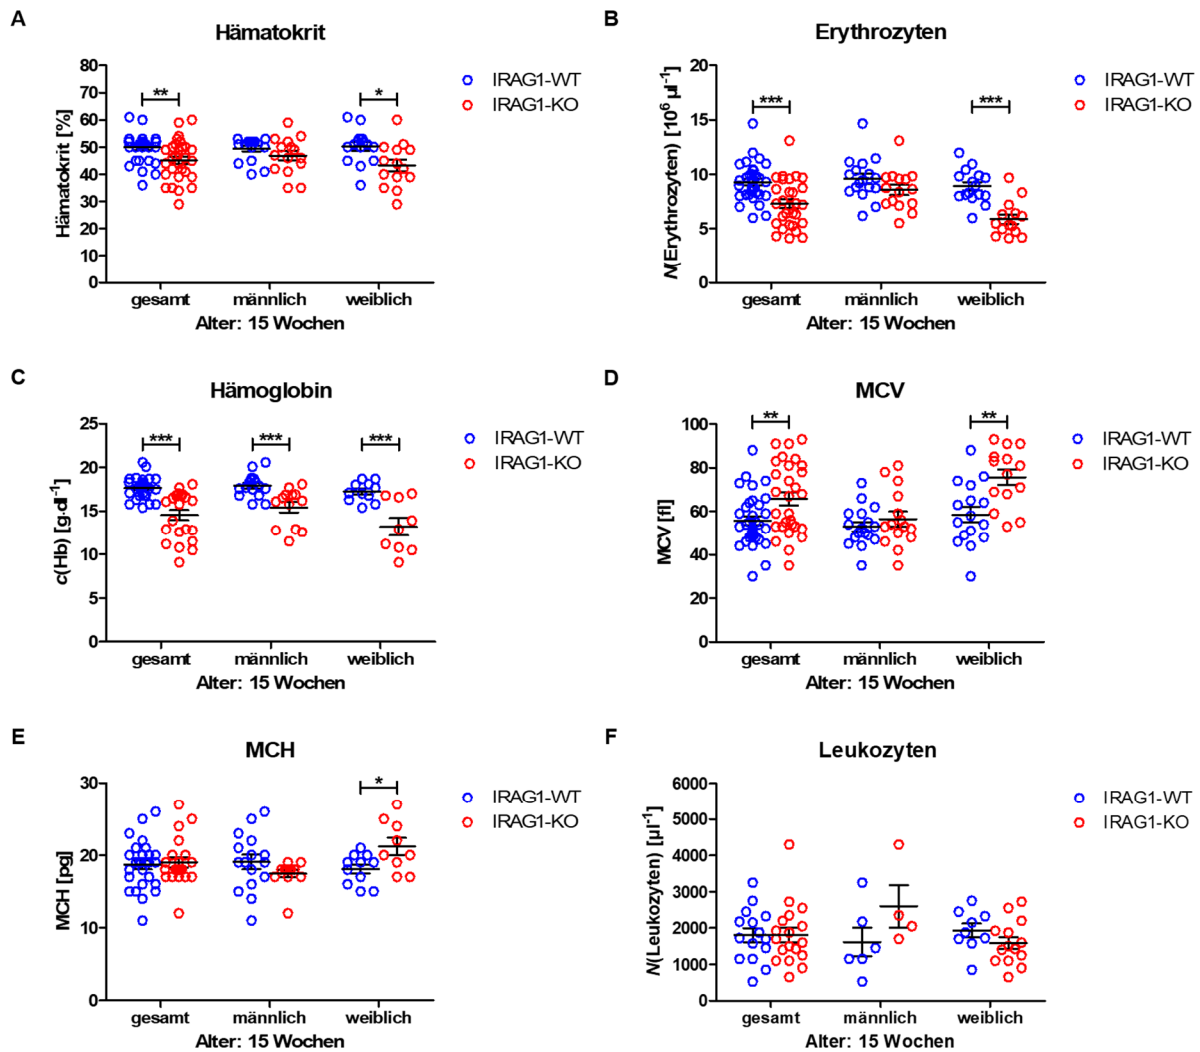 A
Hämatokrit
Hämatokrit [%]
80
70
60
50
40
30
20
10
0
**
*
IRAG1-WT
IRAG1-KO
gesamt männlich weiblich
Alter: 15 Wochen
B
Erythrozyten
N(Erythrozyten) [10⁶ µl⁻¹]
20
15
10
5
0
***
***
IRAG1-WT
IRAG1-KO
gesamt männlich weiblich
Alter: 15 Wochen
C
Hämoglobin
c(Hb) [g·dl⁻¹]
25
20
15
10
5
0
***
***
***
IRAG1-WT
IRAG1-KO
gesamt männlich weiblich
Alter: 15 Wochen
D
MCV
MCV [fl]
100
80
60
40
20
0
**
**
IRAG1-WT
IRAG1-KO
gesamt männlich weiblich
Alter: 15 Wochen
E
MCH
MCH [pg]
30
20
10
0
*
IRAG1-WT
IRAG1-KO
gesamt männlich weiblich
Alter: 15 Wochen
F
Leukozyten
N(Leukozyten) [µl⁻¹]
6000
5000
4000
3000
2000
1000
0
IRAG1-WT
IRAG1-KO
gesamt männlich weiblich
Alter: 15 Wochen